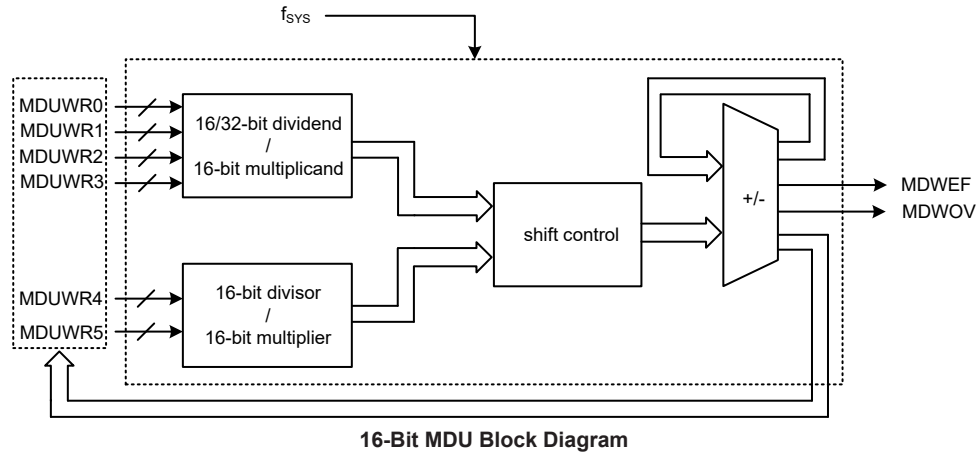 fSYS
MDUWR0
MDUWR1
MDUWR2
MDUWR3
16/32-bit dividend
/
16-bit multiplicand
shift control
+/-
MDWEF
MDWOV
MDUWR4
MDUWR5
16-bit divisor
/
16-bit multiplier
16-Bit MDU Block Diagram